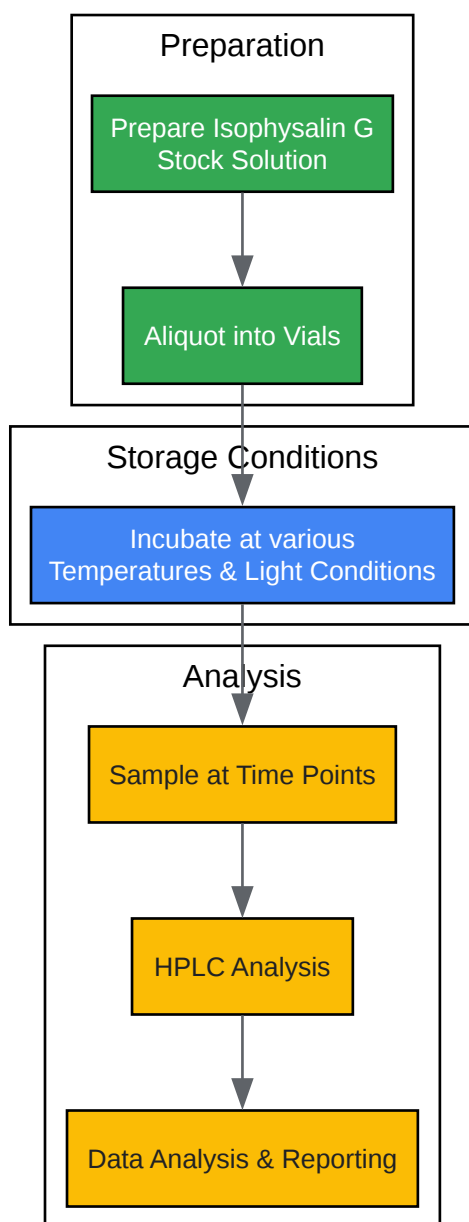 Preparation
Prepare Isophysalin G
Stock Solution
Aliquot into Vials
Storage Conditions
Incubate at various
Temperatures & Light Conditions
Analysis
Sample at Time Points
HPLC Analysis
Data Analysis & Reporting